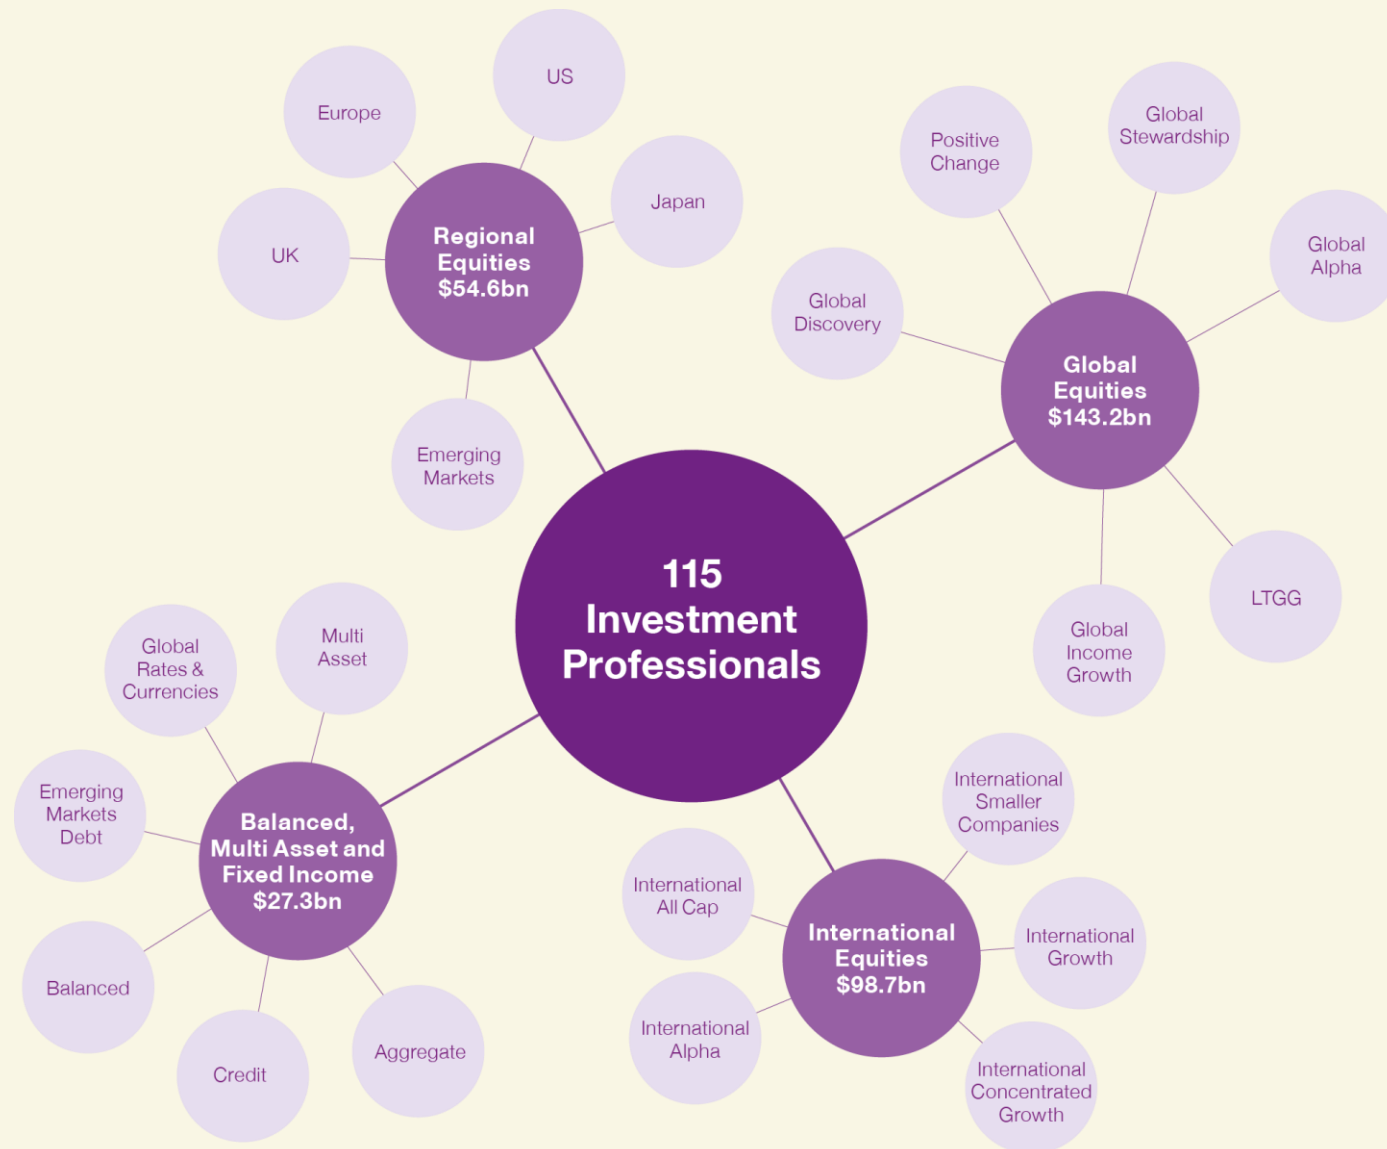 US
Europe
Japan
UK
Regional
Equities
$54.6bn
Emerging
Markets
Positive
Change
Global
Stewardship
Global
Alpha
Global
Discovery
Global
Equities
$143.2bn
LTGG
Global
Income
Growth
115
Investment
Professionals
Multi
Asset
Global
Rates &
Currencies
Emerging
Markets
Debt
Balanced,
Multi Asset and
Fixed Income
$27.3bn
Balanced
Credit
Aggregate
International
Smaller
Companies
International
All Cap
International
Equities
$98.7bn
International
Growth
International
Alpha
International
Concentrated
Growth